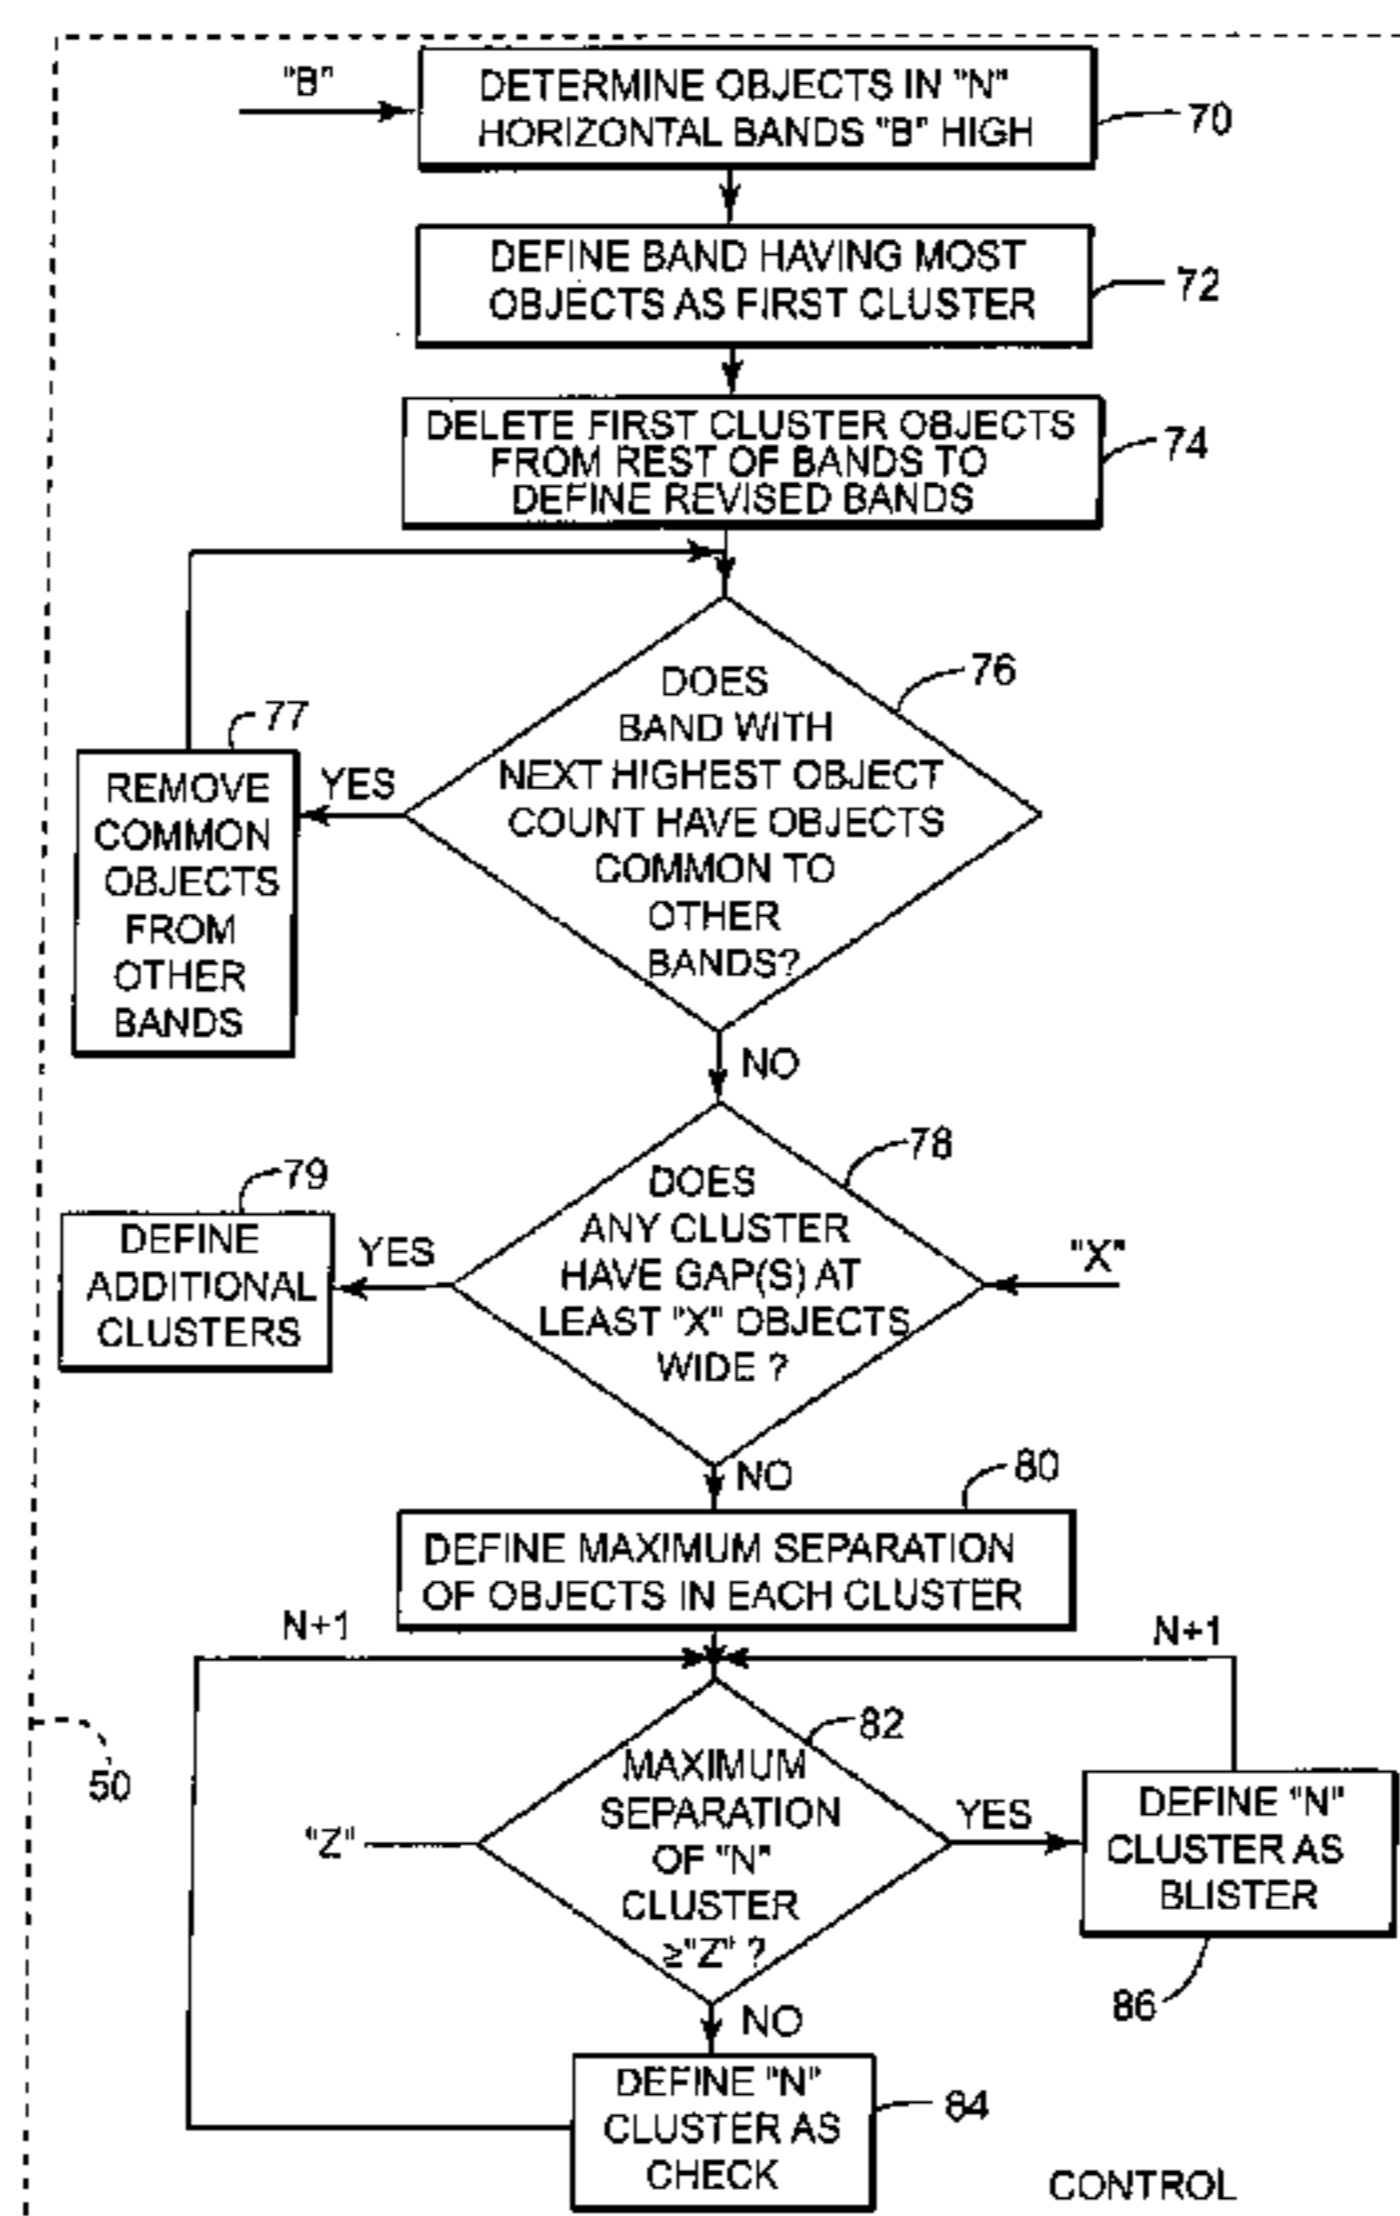 "B"
DETERMINE OBJECTS IN "N"
HORIZONTAL BANDS "B" HIGH
70
DEFINE BAND HAVING MOST
OBJECTS AS FIRST CLUSTER
72
DELETE FIRST CLUSTER OBJECTS
FROM REST OF BANDS TO
DEFINE REVISED BANDS
74
DOES
BAND WITH
NEXT HIGHEST OBJECT
COUNT HAVE OBJECTS
COMMON TO
OTHER
BANDS?
76
YES
77
REMOVE
COMMON
OBJECTS
FROM
OTHER
BANDS
NO
DOES
ANY CLUSTER
HAVE GAP(S) AT
LEAST "X" OBJECTS
WIDE ?
78
"X"
YES
79
DEFINE
ADDITIONAL
CLUSTERS
NO
80
DEFINE MAXIMUM SEPARATION
OF OBJECTS IN EACH CLUSTER
N+1
N+1
82
MAXIMUM
SEPARATION
OF "N"
CLUSTER
≥"Z" ?
"Z"
50
YES
DEFINE "N"
CLUSTER AS
BLISTER
86
NO
DEFINE "N"
CLUSTER AS
CHECK
84
CONTROL